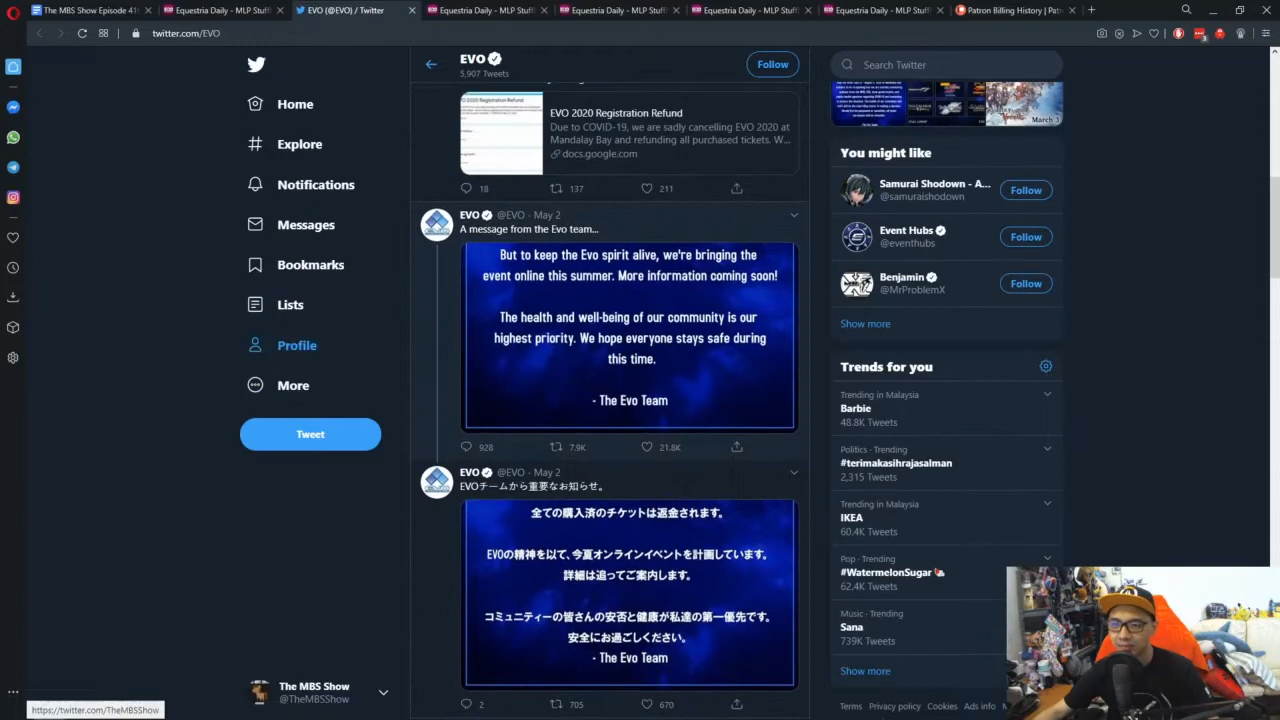 The MBS Show Episode 41
Equestria Daily - MLP Stuff
EVO (@EVO) / Twitter
Equestria Daily - MLP Stuff
Equestria Daily - MLP Stuff
Equestria Daily - MLP Stuff
Equestria Daily - MLP Stuff
Patron Billing History | Pat
twitter.com/EVO
EVO
5,907 Tweets
Follow
Home
Explore
Notifications
Messages
Bookmarks
Lists
Profile
More
Tweet
The MBS Show
@TheMBSShow
https://twitter.com/TheMBSShow
EVO 2020 Registration Refund
Due to COVID-19, we are sadly cancelling EVO 2020 at
Mandalay Bay and refunding all purchased tickets. W...
docs.google.com
18 137 211
EVO @EVO · May 2
A message from the Evo team...
But to keep the Evo spirit alive, we're bringing the
event online this summer. More information coming soon!
The health and well-being of our community is our
highest priority. We hope everyone stays safe during
this time.
- The Evo Team
928 7.9K 21.8K
EVO @EVO · May 2
EVOチームから重要なお知らせ。
全ての購入済のチケットは返金されます。
EVOの精神を以て、今夏オンラインイベントを計画しています。
詳細は追ってご案内します。
コミュニティーの皆さんの安否と健康が私達の第一優先です。
安全にお過ごしください。
- The Evo Team
2 705 670
Search Twitter
March 3
You might like
Samurai Shodown - A...
@samuraishodown
Follow
Event Hubs
@eventhubs
Follow
Benjamin
@MrProblemX
Follow
Show more
Trends for you
Trending in Malaysia
Barbie
48.8K Tweets
Politics · Trending
#terimakasihrajasalman
2,315 Tweets
Trending in Malaysia
IKEA
60.4K Tweets
Pop · Trending
#WatermelonSugar
62.4K Tweets
Music · Trending
Sana
739K Tweets
Show more
Terms Privacy policy Cookies Ads info